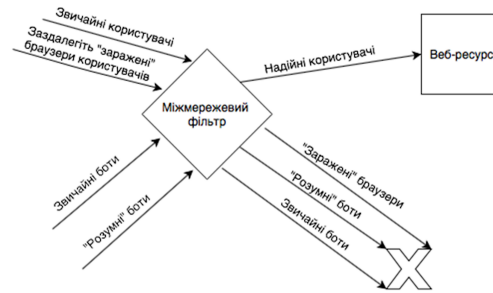 Звичайні користувачі
Заздалегіть "заражені"
браузери користувачів
Надійні користувачі
Веб-ресурс
Міжмережевий
фільтр
Звичайні боти
"Розумні" боти
"Заражені" браузери
"Розумні" боти
Звичайні боти